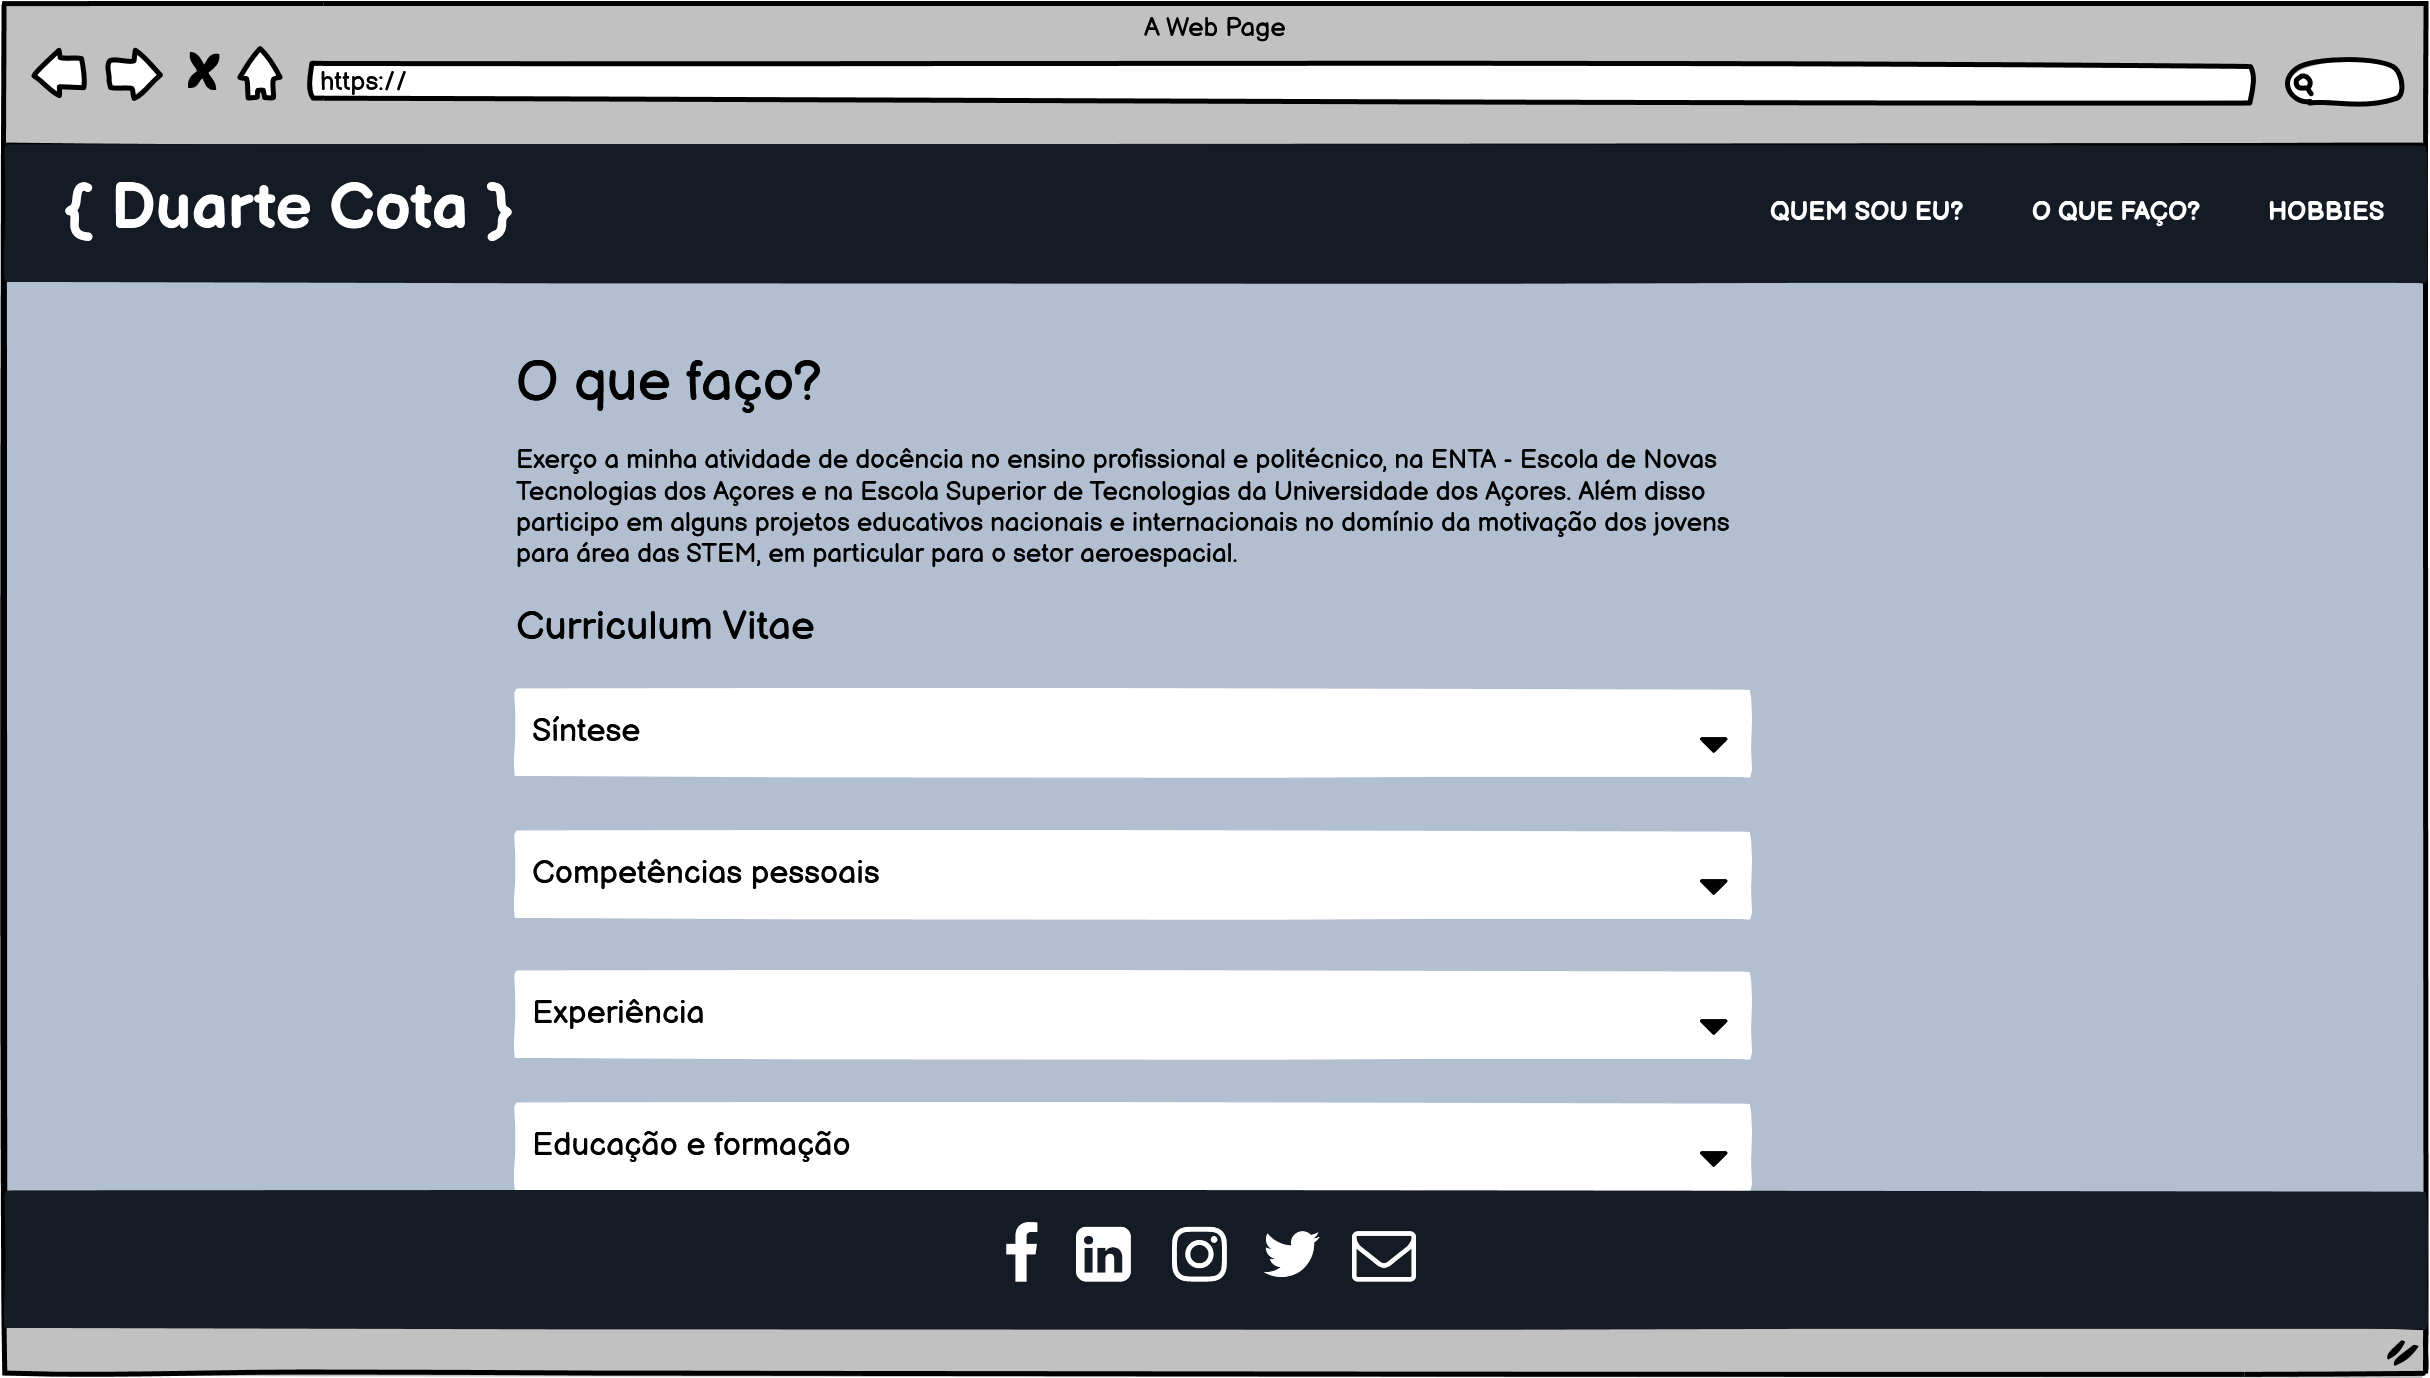 A Web Page
https://
{ Duarte Cota }
QUEM SOU EU?
O QUE FAÇO?
HOBBIES
O que faço?
Exerço a minha atividade de docência no ensino profissional e politécnico, na ENTA - Escola de Novas
Tecnologias dos Açores e na Escola Superior de Tecnologias da Universidade dos Açores. Além disso
participo em alguns projetos educativos nacionais e internacionais no domínio da motivação dos jovens
para área das STEM, em particular para o setor aeroespacial.
Curriculum Vitae
Síntese
Competências pessoais
Experiência
Educação e formação